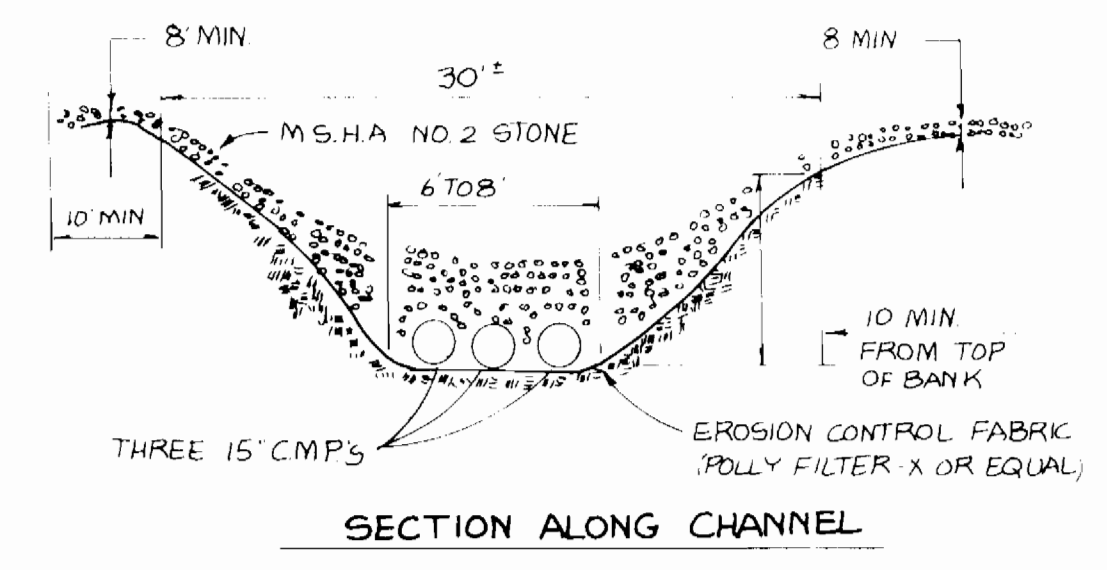 8' MIN.
8 MIN
30'±
M S.H.A NO. 2 STONE
6' TO 8'
10' MIN
10 MIN.
FROM TOP
OF BANK
THREE 15" C.M.P.'s
EROSION CONTROL FABRIC
(POLLY FILTER-X OR EQUAL)
SECTION ALONG CHANNEL